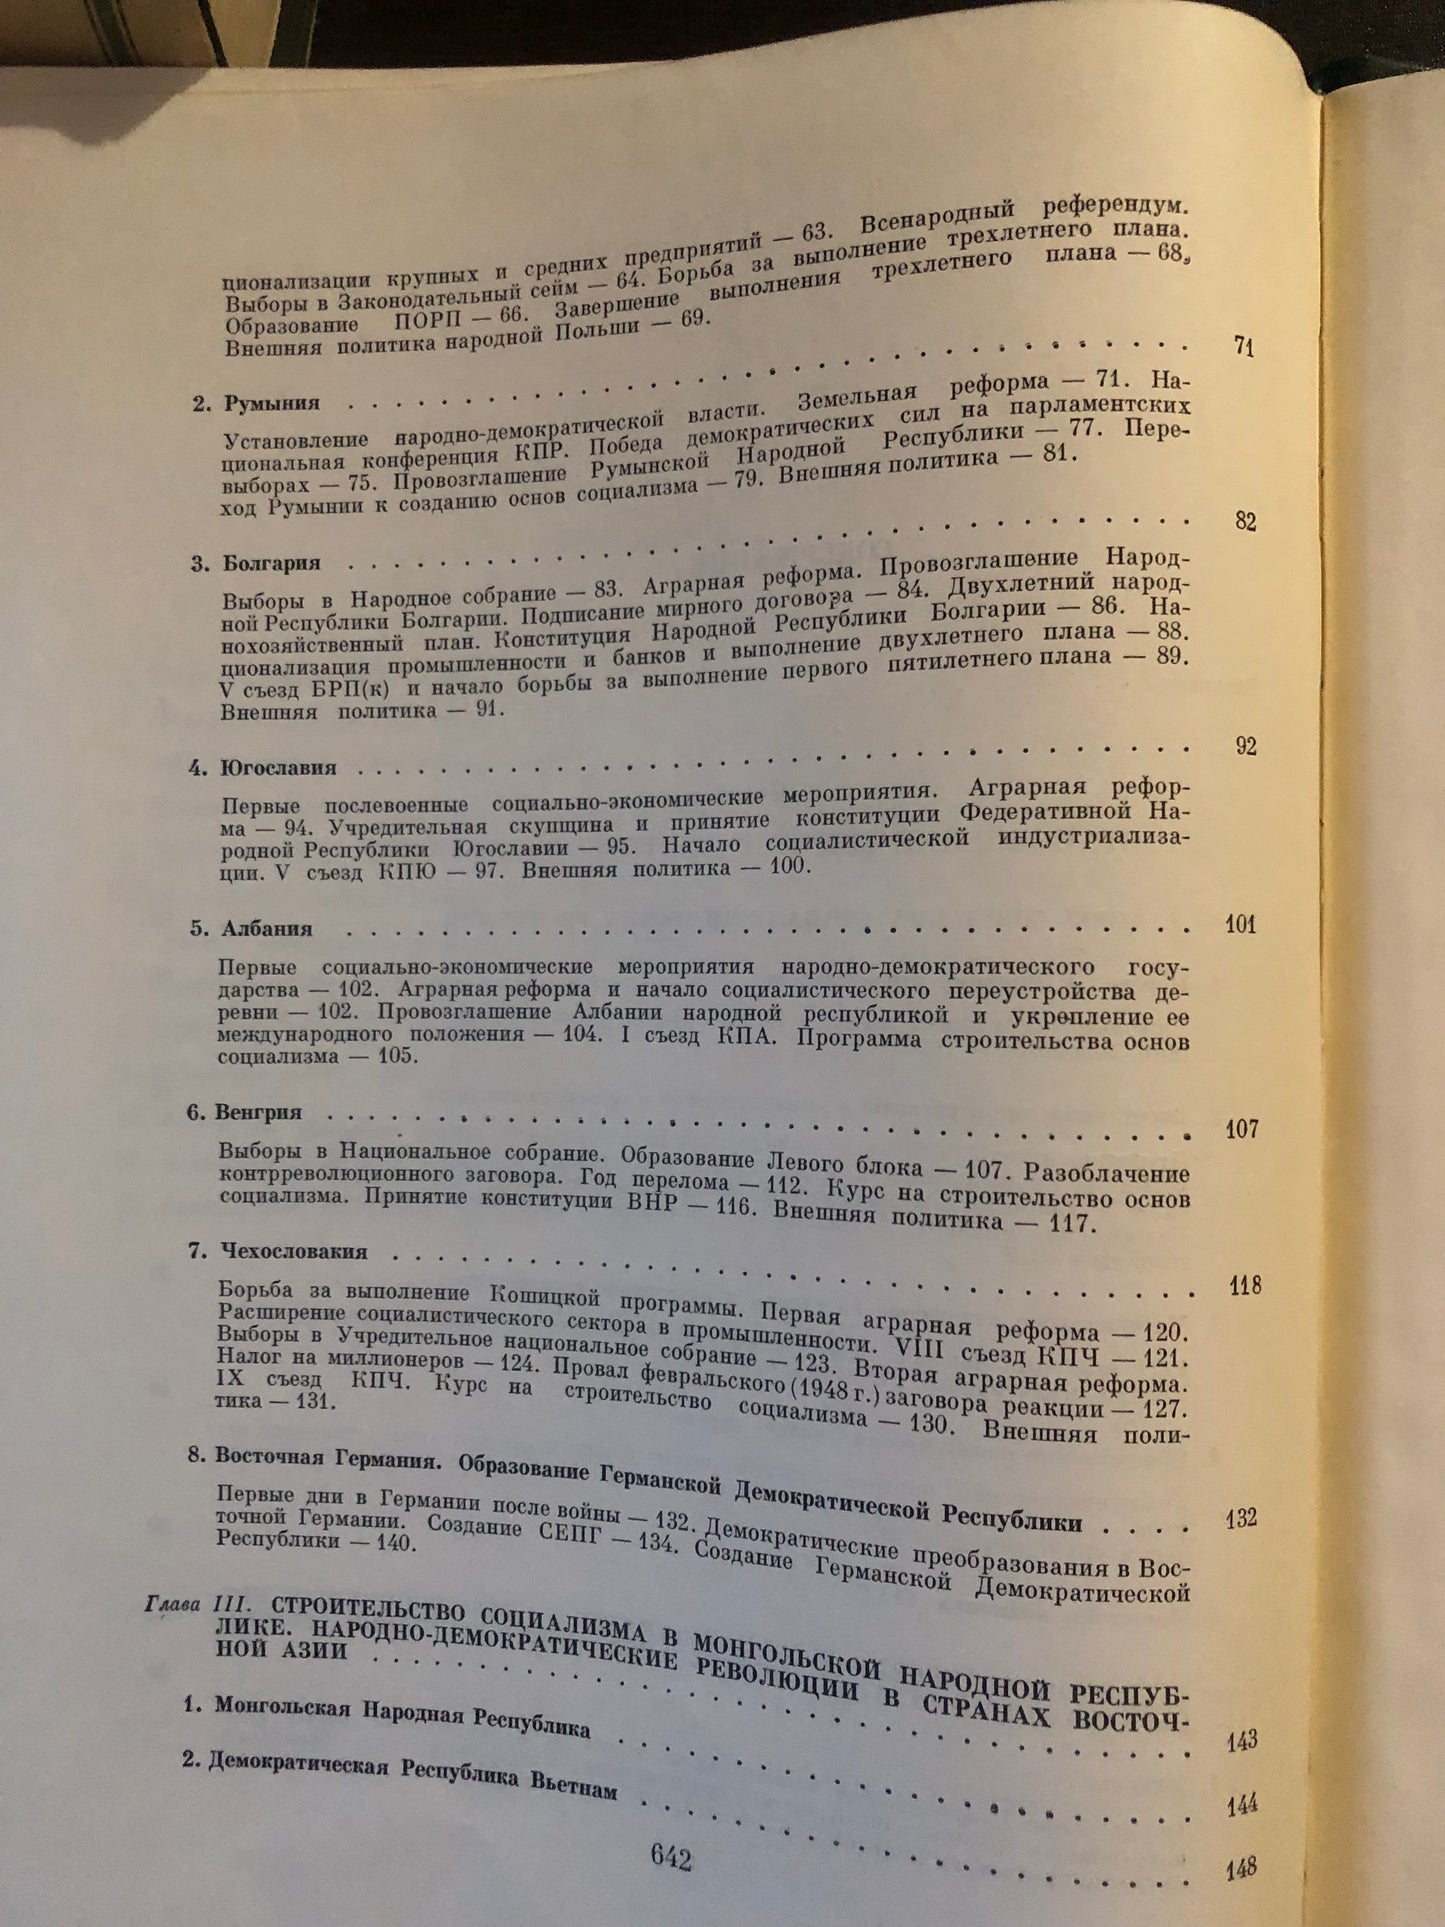 ционализации крупных и средних предприятий — 63. Всенародный референдум.
Выборы в Законодательный сейм — 64. Борьба за выполнение трехлетнего плана.
Образование ПОРП — 66. Завершение выполнения трехлетнего плана — 68.
Внешняя политика народной Польши — 69.
2. Румыния . . . . . . . . . . . . . . . . . . . . . . . . . . . . 71
Установление народно-демократической власти. Земельная реформа — 71. На-
циональная конференция КПР. Победа демократических сил на парламентских
выборах — 75. Провозглашение Румынской Народной Республики — 77. Пере-
ход Румынии к созданию основ социализма — 79. Внешняя политика — 81.
3. Болгария . . . . . . . . . . . . . . . . . . . . . . . . . . . . 82
Выборы в Народное собрание — 83. Аграрная реформа. Провозглашение Народ-
ной Республики Болгарии. Подписание мирного договора — 84. Двухлетний народ-
нохозяйственный план. Конституция Народной Республики Болгарии — 86. На-
ционализация промышленности и банков и выполнение двухлетнего плана — 88.
V съезд БРП(к) и начало борьбы за выполнение первого пятилетнего плана — 89.
Внешняя политика — 91.
4. Югославия . . . . . . . . . . . . . . . . . . . . . . . . . . . . 92
Первые послевоенные социально-экономические мероприятия. Аграрная рефор-
ма — 94. Учредительная скупщина и принятие конституции Федеративной На-
родной Республики Югославии — 95. Начало социалистической индустриализа-
ции. V съезд КПЮ — 97. Внешняя политика — 100.
5. Албания . . . . . . . . . . . . . . . . . . . . . . . . . . . . 101
Первые социально-экономические мероприятия народно-демократического госу-
дарства — 102. Аграрная реформа и начало социалистического переустройства де-
ревни — 102. Провозглашение Албании народной республикой и укрепление ее
международного положения — 104. I съезд КПА. Программа строительства основ
социализма — 105.
6. Венгрия . . . . . . . . . . . . . . . . . . . . . . . . . . . . 107
Выборы в Национальное собрание. Образование Левого блока — 107. Разоблачение
контрреволюционного заговора. Год перелома — 112. Курс на строительство основ
социализма. Принятие конституции ВНР — 116. Внешняя политика — 117.
7. Чехословакия . . . . . . . . . . . . . . . . . . . . . . . . . . . 118
Борьба за выполнение Кошицкой программы. Первая аграрная реформа — 120.
Расширение социалистического сектора в промышленности. VIII съезд КПЧ — 121.
Выборы в Учредительное национальное собрание — 123. Вторая аграрная реформа.
Налог на миллионеров — 124. Провал февральского (1948 г.) заговора реакции — 127.
IX съезд КПЧ. Курс на строительство социализма — 130. Внешняя поли-
тика — 131.
8. Восточная Германия. Образование Германской Демократической Республики . . . . 132
Первые дни в Германии после войны — 132. Демократические преобразования в Вос-
точной Германии. Создание СЕПГ — 134. Создание Германской Демократической
Республики — 140.
Глава III. СТРОИТЕЛЬСТВО СОЦИАЛИЗМА В МОНГОЛЬСКОЙ НАРОДНОЙ РЕСПУБ-
ЛИКЕ. НАРОДНО-ДЕМОКРАТИЧЕСКИЕ РЕВОЛЮЦИИ В СТРАНАХ ВОСТОЧ-
НОЙ АЗИИ . . . . . . . . . . . . . . . . . . . . . . . . . . . . 143
1. Монгольская Народная Республика . . . . . . . . . . . . . . . . . . . . 144
2. Демократическая Республика Вьетнам . . . . . . . . . . . . . . . . . . . 148
642